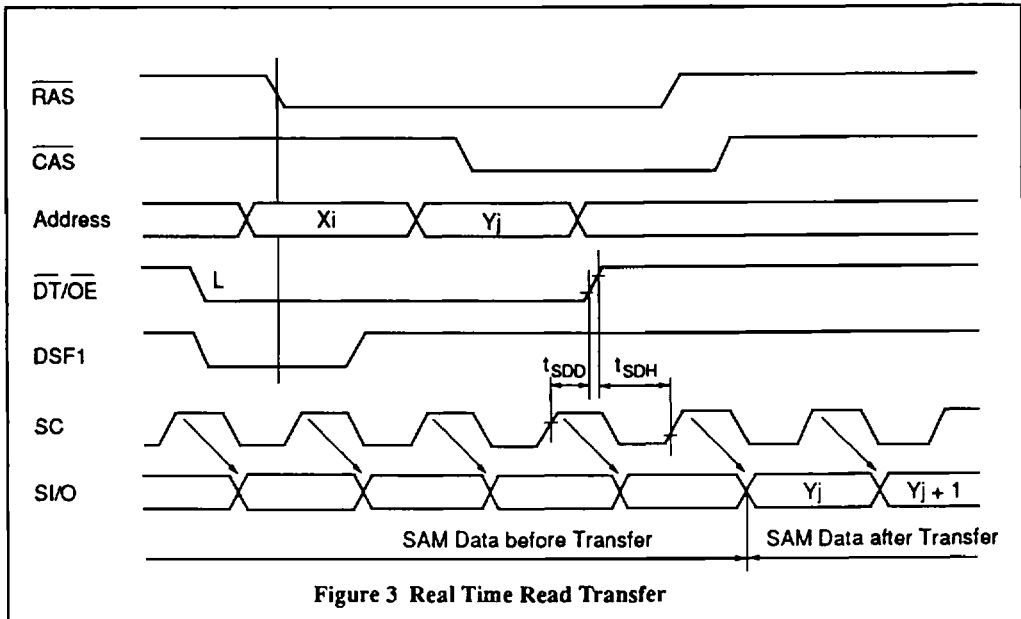 RAS
CAS
Address Xi Yj
DT/OE L
DSF1
tSDD tSDH
SC
SI/O Yj Yj + 1
SAM Data before Transfer SAM Data after Transfer
Figure 3 Real Time Read Transfer